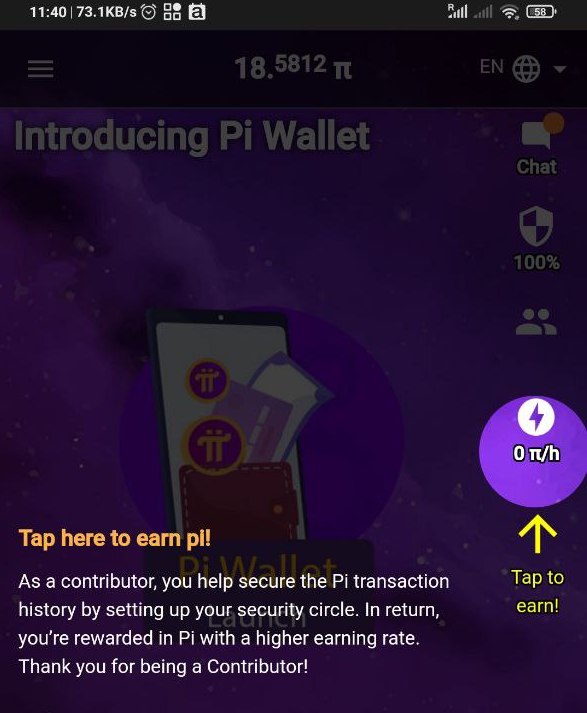 11:40 | 73.1KB/s
R
58
18.5812 π
EN
Introducing Pi Wallet
Chat
100%
0 π/h
Tap here to earn pi!
Pi Wallet
Tap to
earn!
As a contributor, you help secure the Pi transaction
history by setting up your security circle. In return,
Launch
you’re rewarded in Pi with a higher earning rate.
Thank you for being a Contributor!